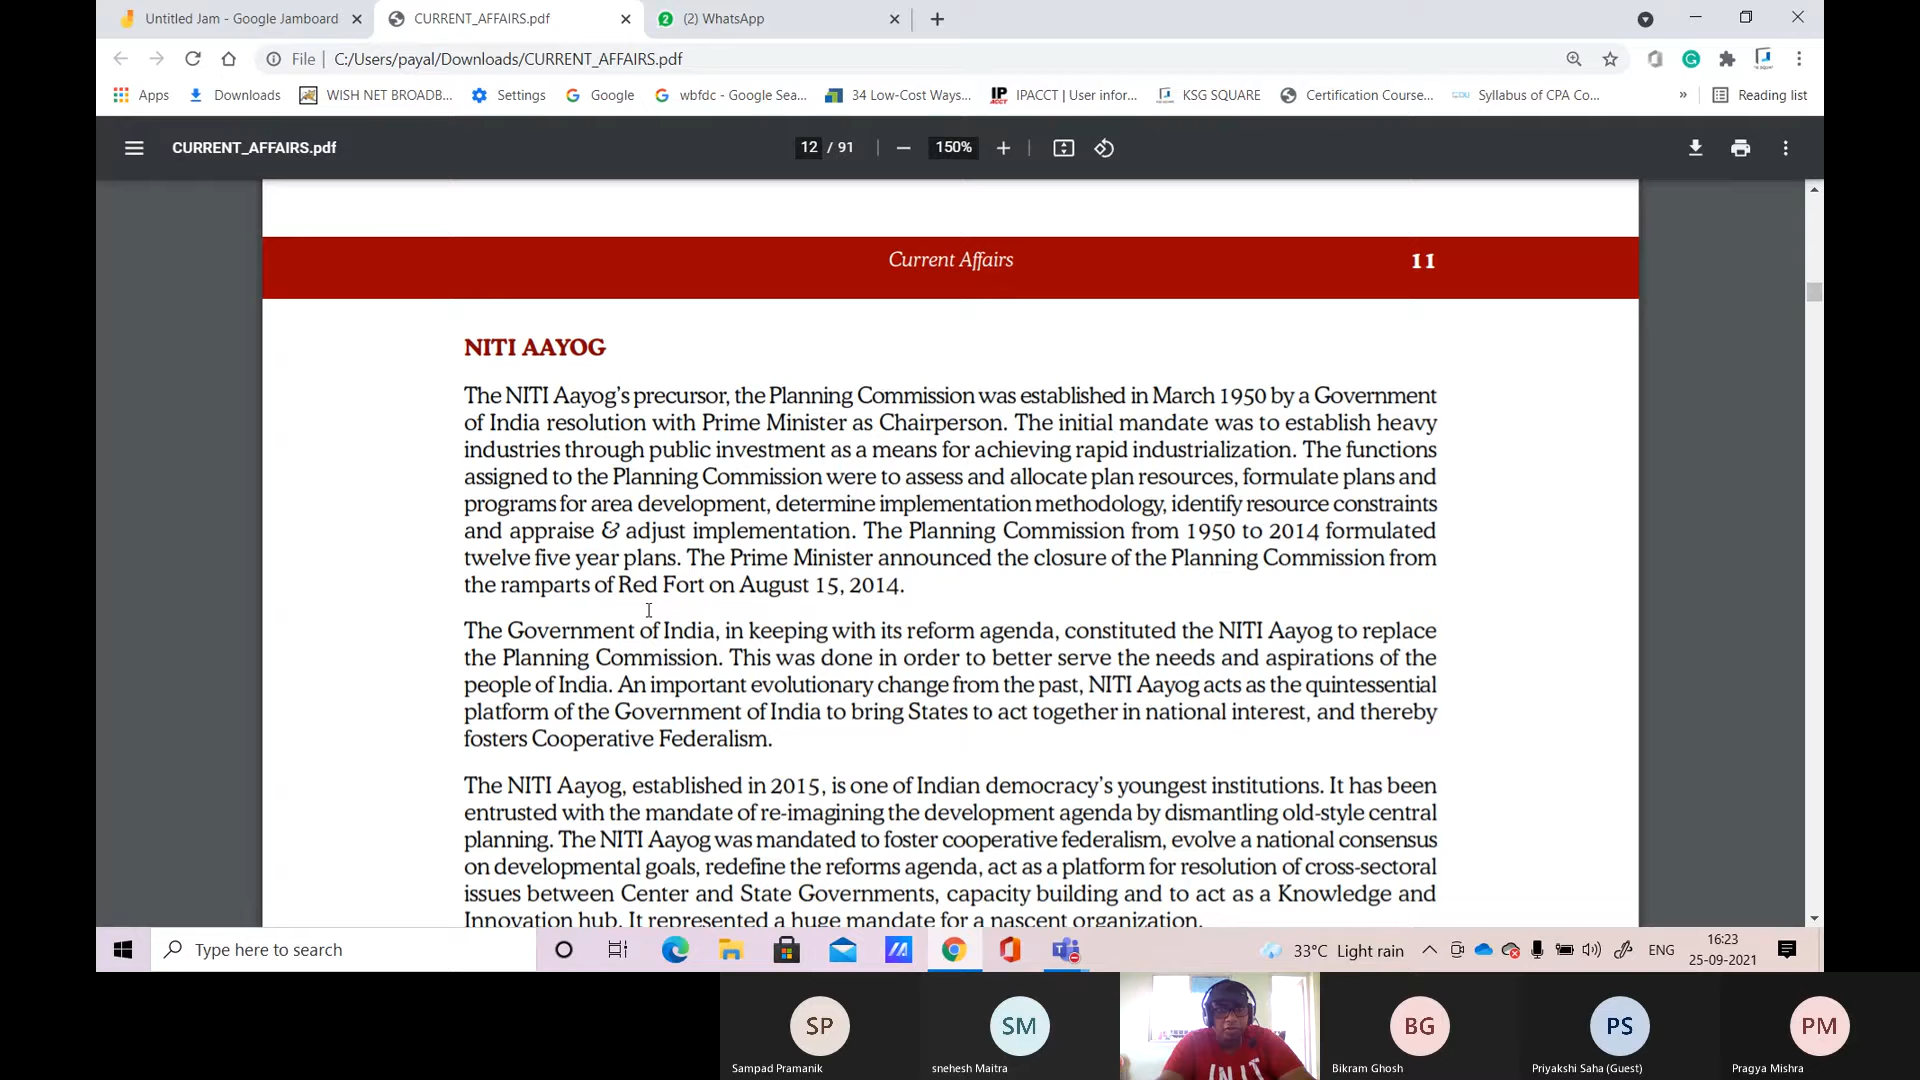 Untitled Jam - Google Jamboard
CURRENT_AFFAIRS.pdf
(2) WhatsApp
File
C:/Users/payal/Downloads/CURRENT_AFFAIRS.pdf
Apps
Downloads
WISH NET BROADB...
Settings
Google
wbfdc - Google Sea...
34 Low-Cost Ways...
IPACCT | User infor...
KSG SQUARE
Certification Course...
Syllabus of CPA Co...
»
Reading list
CURRENT_AFFAIRS.pdf
12 / 91
150%
Current Affairs
11
NITI AAYOG
The NITI Aayog's precursor, the Planning Commission was established in March 1950 by a Government
of India resolution with Prime Minister as Chairperson. The initial mandate was to establish heavy
industries through public investment as a means for achieving rapid industrialization. The functions
assigned to the Planning Commission were to assess and allocate plan resources, formulate plans and
programs for area development, determine implementation methodology, identify resource constraints
and appraise & adjust implementation. The Planning Commission from 1950 to 2014 formulated
twelve five year plans. The Prime Minister announced the closure of the Planning Commission from
the ramparts of Red Fort on August 15, 2014.
The Government of India, in keeping with its reform agenda, constituted the NITI Aayog to replace
the Planning Commission. This was done in order to better serve the needs and aspirations of the
people of India. An important evolutionary change from the past, NITI Aayog acts as the quintessential
platform of the Government of India to bring States to act together in national interest, and thereby
fosters Cooperative Federalism.
The NITI Aayog, established in 2015, is one of Indian democracy's youngest institutions. It has been
entrusted with the mandate of re-imagining the development agenda by dismantling old-style central
planning. The NITI Aayog was mandated to foster cooperative federalism, evolve a national consensus
on developmental goals, redefine the reforms agenda, act as a platform for resolution of cross-sectoral
issues between Center and State Governments, capacity building and to act as a Knowledge and
Innovation hub. It represented a huge mandate for a nascent organization.
Type here to search
33°C Light rain
ENG
16:23
25-09-2021
SP
SM
BG
PS
PM
Sampad Pramanik
snehesh Maitra
Bikram Ghosh
Priyakshi Saha (Guest)
Pragya Mishra